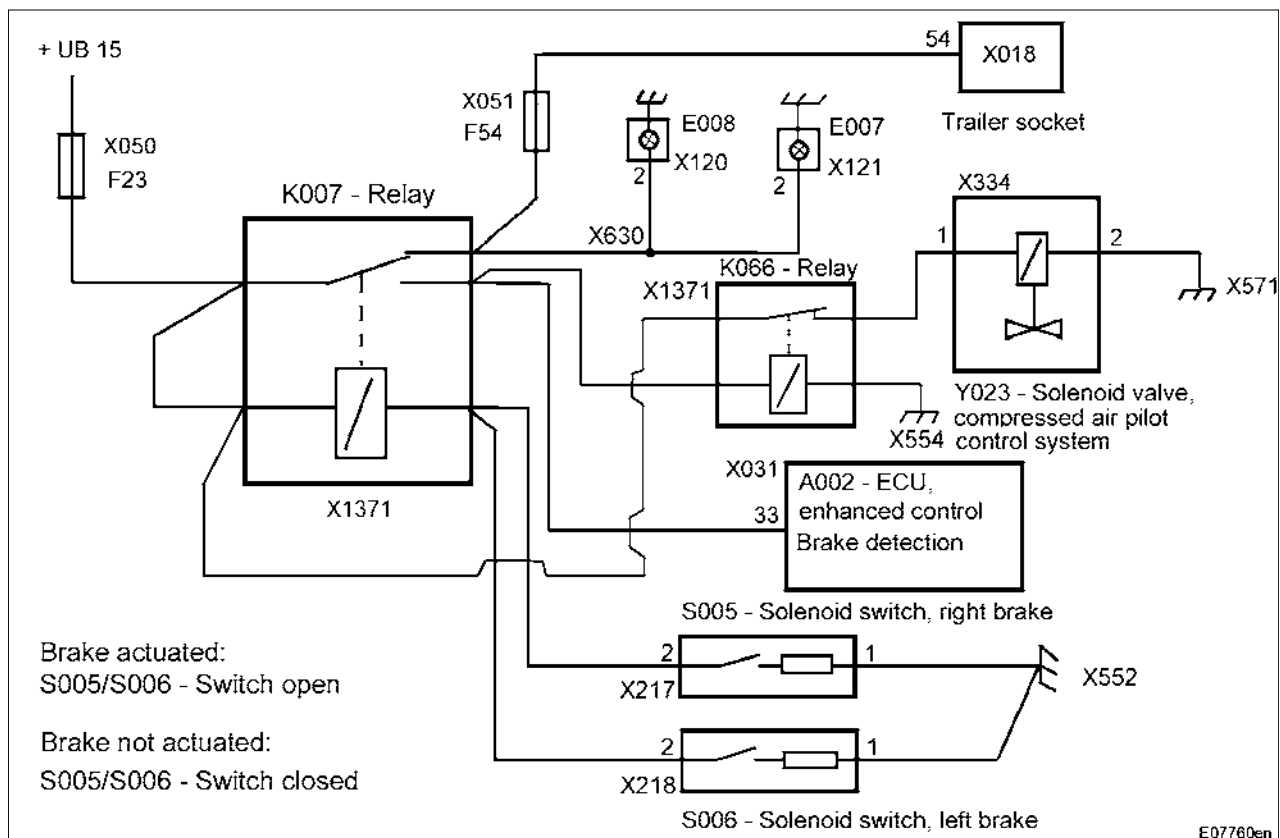 + UB 15
54
X018
Trailer socket
X051
F54
E008
X120
2
E007
X121
2
X050
F23
K007 - Relay
X334
1
2
X630
K066 - Relay
X1371
X571
Y023 - Solenoid valve,
compressed air pilot
control system
X554
X031
A002 - ECU,
enhanced control
Brake detection
33
X1371
S005 - Solenoid switch, right brake
2
1
X217
X552
Brake actuated:
S005/S006 - Switch open
Brake not actuated:
S005/S006 - Switch closed
2
1
X218
S006 - Solenoid switch, left brake
E07760en